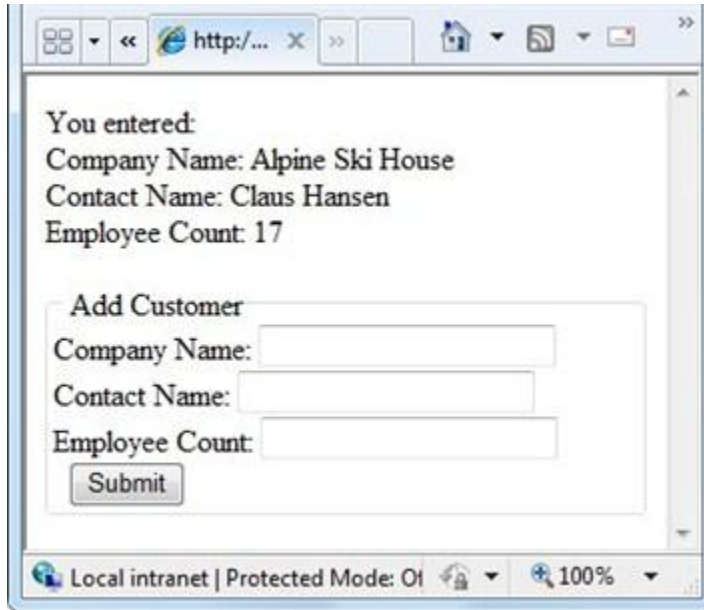 http:/...
You entered:
Company Name: Alpine Ski House
Contact Name: Claus Hansen
Employee Count: 17
Add Customer
Company Name:
Contact Name:
Employee Count:
Submit
Local intranet | Protected Mode: Of
100%